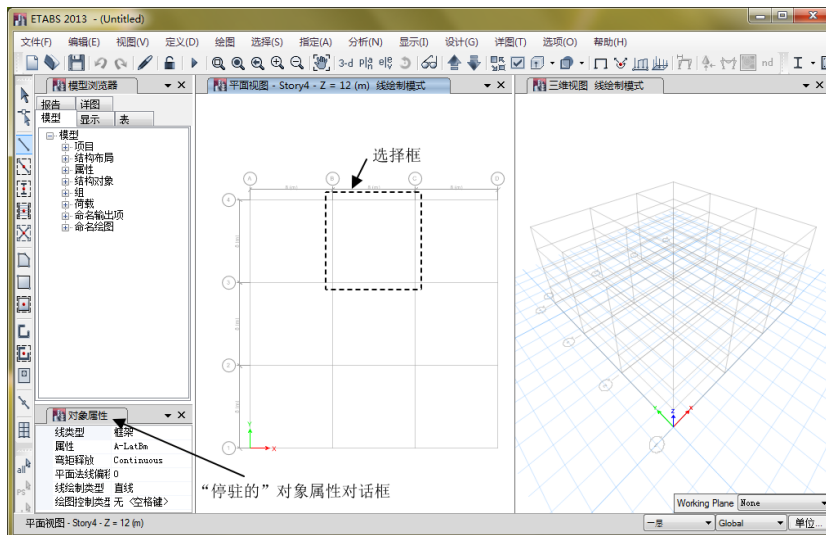 ETABS 2013 - (Untitled)
文件(F) 编辑(E) 视图(V) 定义(D) 绘图 选择(S) 指定(A) 分析(N) 显示(I) 设计(G) 详图(T) 选项(O) 帮助(H)
3-d
nd
模型浏览器
报告 详图
模型 显示 表
模型
项目
结构布局
属性
结构对象
组
荷载
命名输出项
命名绘图
all
PS
对象属性
线类型 框架
属性 A-LatBm
弯矩释放 Continuous
平面法线偏移 0
线绘制类型 直线
绘图控制类型 无 <空格键>
平面视图 - Story4 - Z = 12 (m) 线绘制模式
选择框
A B C D
4
3
2
X
“停驻的”对象属性对话框
三维视图 线绘制模式
Z
Working Plane None
平面视图 - Story4 - Z = 12 (m)
一层 Global 单位...